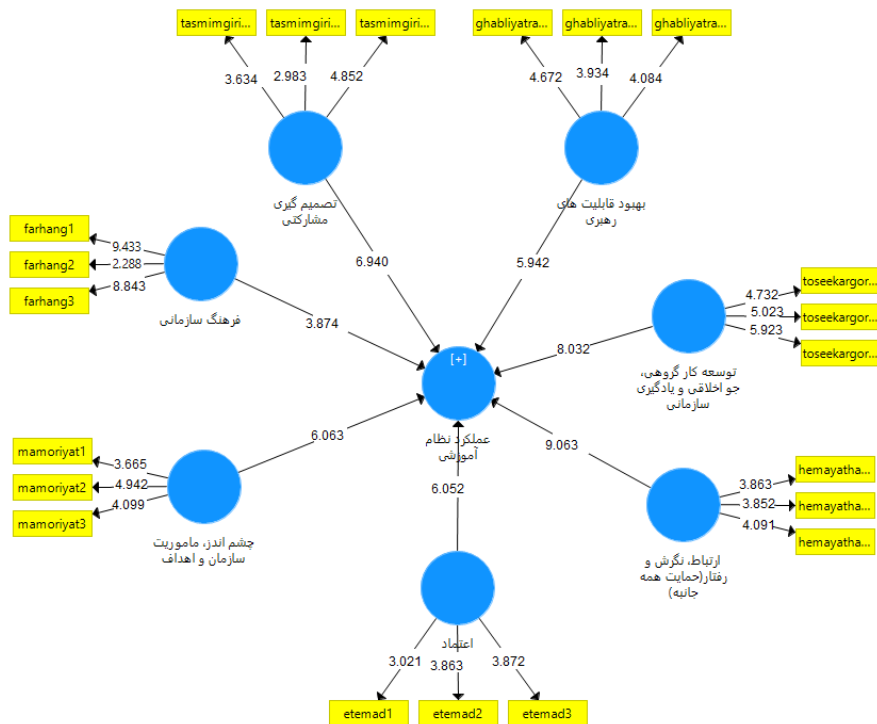 tasmimgiri...
tasmimgiri...
tasmimgiri...
ghabliyatra...
ghabliyatra...
ghabliyatra...
3.634
2.983
4.852
4.672
3.934
4.084
تصمیم گیری
مشارکتی
بهبود قابلیت های
رهبری
farhang1
farhang2
farhang3
9.433
2.288
8.843
فرهنگ سازمانی
6.940
5.942
3.874
8.032
toseekargor...
toseekargor...
toseekargor...
4.732
5.023
5.923
توسعه کار گروهی،
جو اخلاقی و یادگیری
سازمانی
[+]
عملکرد نظام
آموزشی
6.063
6.052
9.063
mamoriyat1
mamoriyat2
mamoriyat3
3.665
4.942
4.099
چشم اندز، ماموریت
سازمان و اهداف
hemayatha...
hemayatha...
hemayatha...
3.863
3.852
4.091
ارتباط، نگرش و
رفتار(حمایت همه
جانبه)
اعتماد
3.021
3.863
3.872
etemad1
etemad2
etemad3